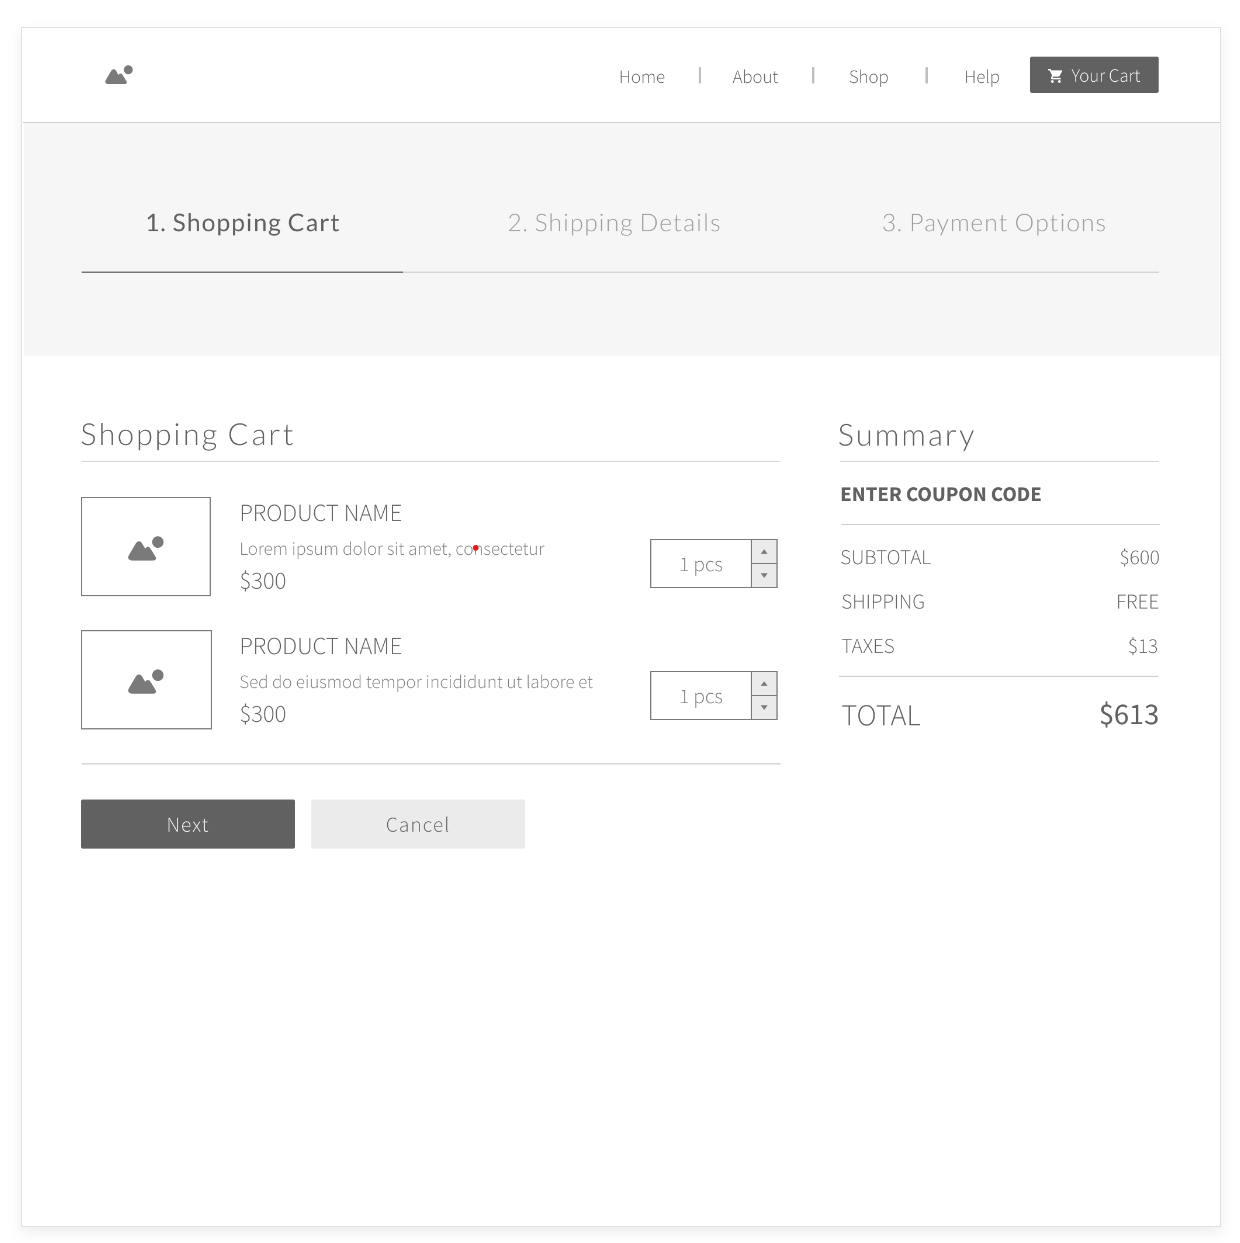 Home | About | Shop | Help Your Cart
1. Shopping Cart 2. Shipping Details 3. Payment Options
Shopping Cart
PRODUCT NAME
Lorem ipsum dolor sit amet, consectetur
$300
1 pcs
PRODUCT NAME
Sed do eiusmod tempor incididunt ut labore et
$300
1 pcs
Next Cancel
Summary
ENTER COUPON CODE
SUBTOTAL $600
SHIPPING FREE
TAXES $13
TOTAL $613